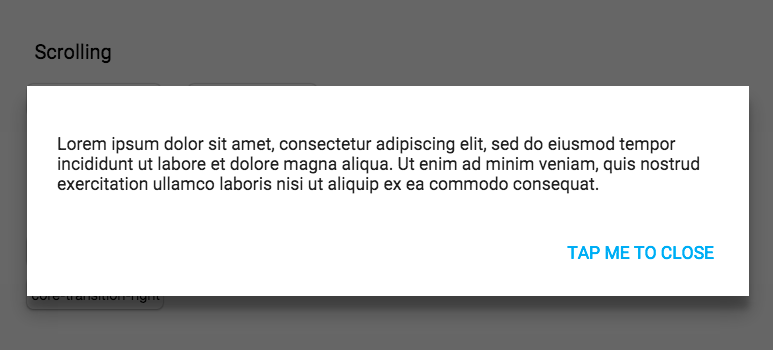 Scrolling
Lorem ipsum dolor sit amet, consectetur adipiscing elit, sed do eiusmod tempor
incididunt ut labore et dolore magna aliqua. Ut enim ad minim veniam, quis nostrud
exercitation ullamco laboris nisi ut aliquip ex ea commodo consequat.
TAP ME TO CLOSE
core-transition-right